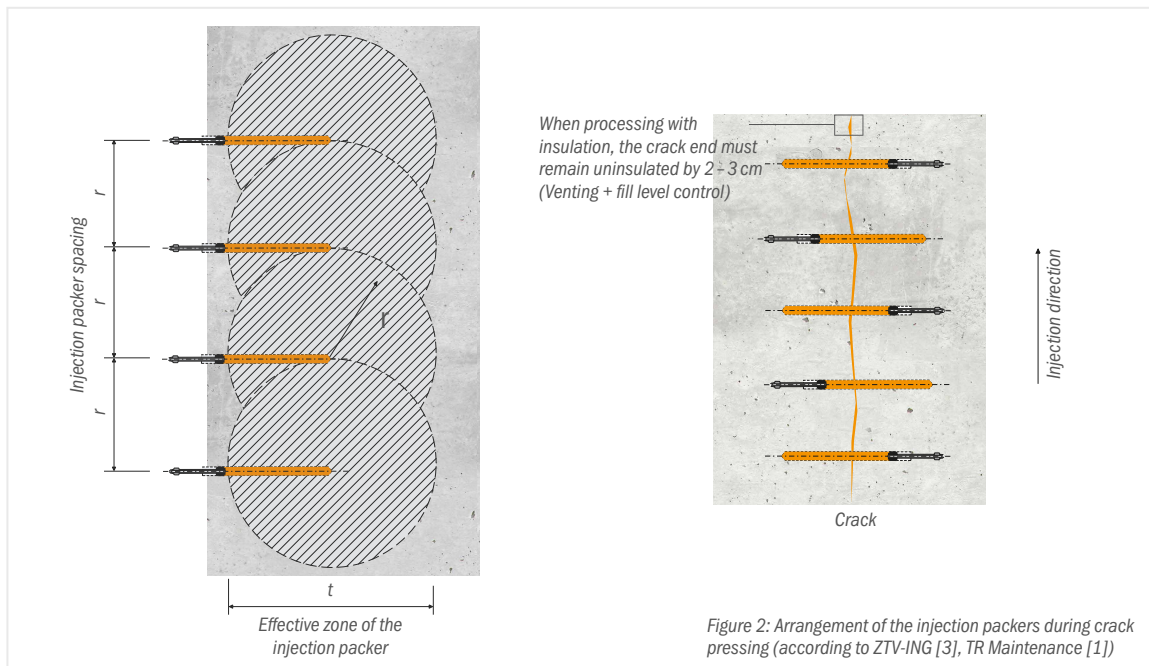 Injection packer spacing
r
r
r
r
t
Effective zone of the
injection packer
When processing with
insulation, the crack end must
remain uninsulated by 2 – 3 cm
(Venting + fill level control)
Injection direction
Crack
Figure 2: Arrangement of the injection packers during crack
pressing (according to ZTV-ING [3], TR Maintenance [1])